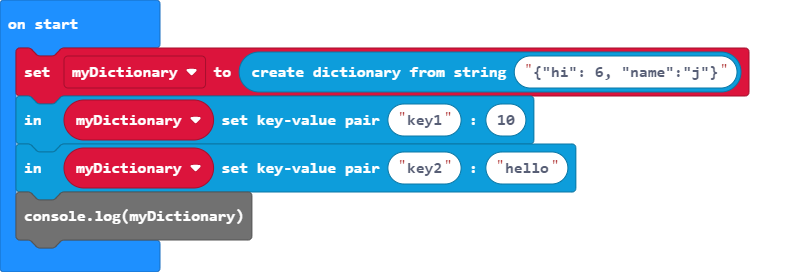 on start
set myDictionary to create dictionary from string "{"hi": 6, "name":"j"}"
in myDictionary set key-value pair "key1" : 10
in myDictionary set key-value pair "key2" : "hello"
console.log(myDictionary)